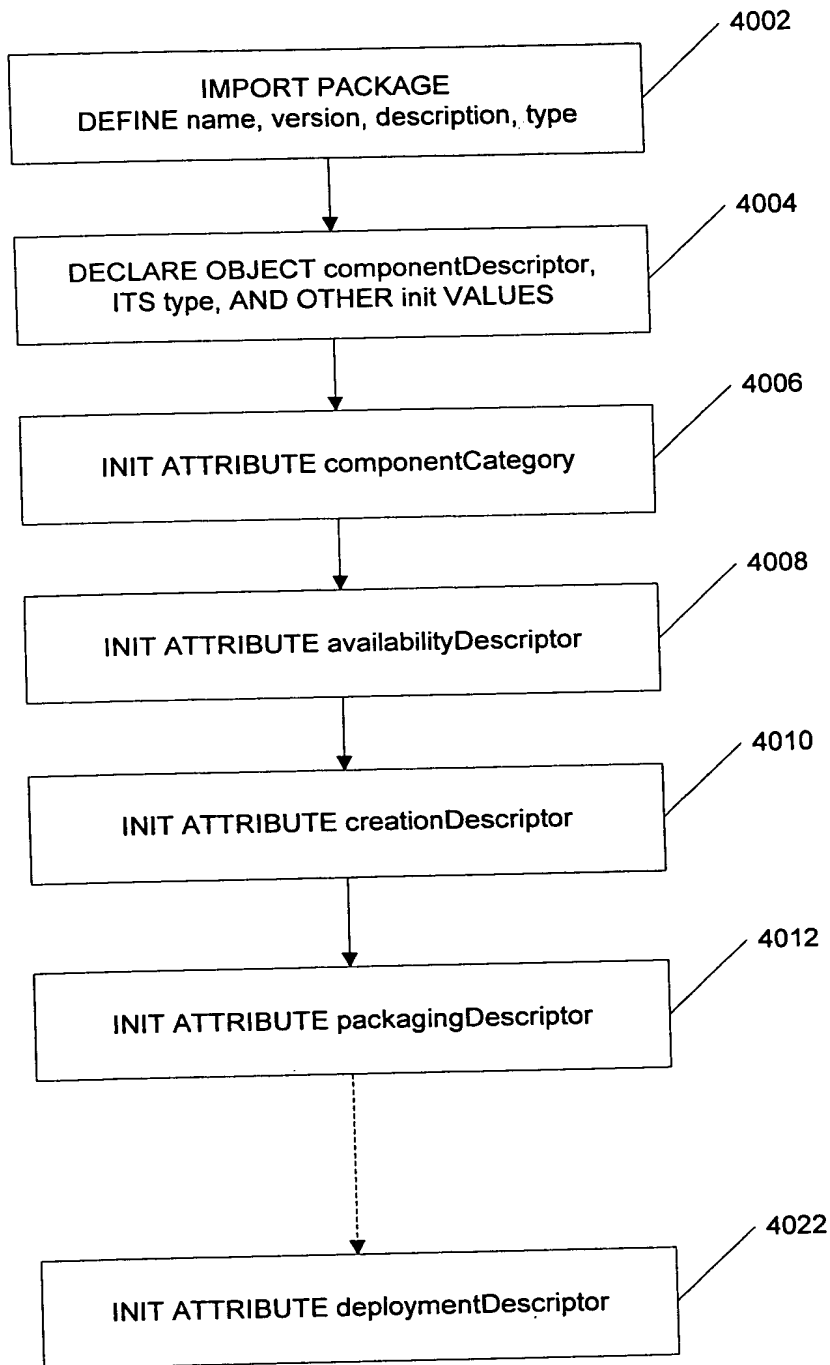 4002
IMPORT PACKAGE
DEFINE name, version, description, type
4004
DECLARE OBJECT componentDescriptor,
ITS type, AND OTHER init VALUES
4006
INIT ATTRIBUTE componentCategory
4008
INIT ATTRIBUTE availabilityDescriptor
4010
INIT ATTRIBUTE creationDescriptor
4012
INIT ATTRIBUTE packagingDescriptor
4022
INIT ATTRIBUTE deploymentDescriptor